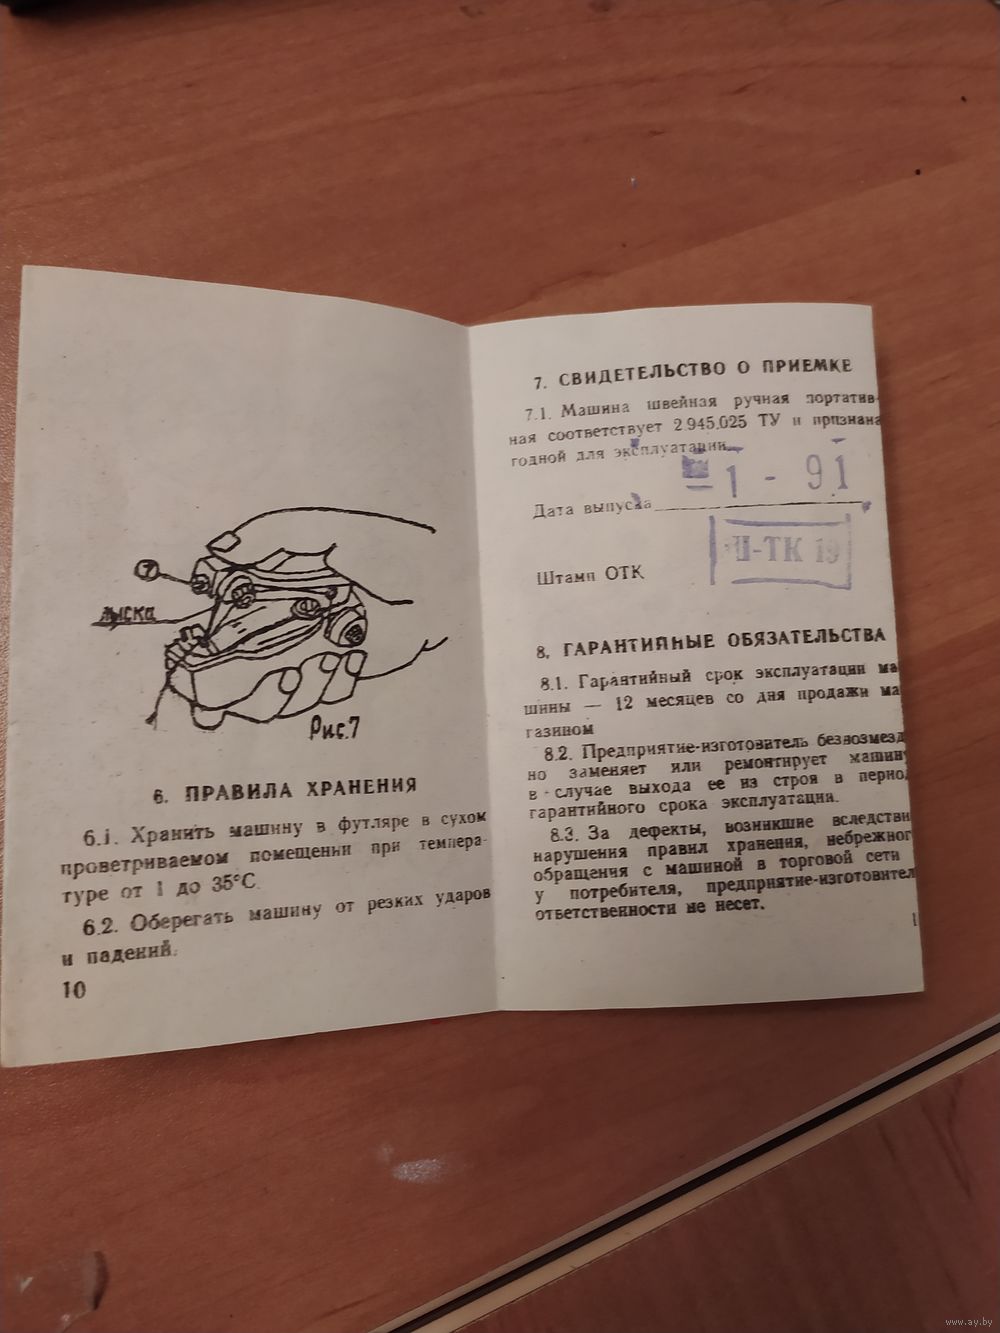 7
Рис.7
6. ПРАВИЛА ХРАНЕНИЯ
6.1. Хранить машину в футляре в сухом
проветриваемом помещении при темпера-
туре от 1 до 35°С.
6.2. Оберегать машину от резких ударов
и падений.
10
7. СВИДЕТЕЛЬСТВО О ПРИЕМКЕ
7.1. Машина швейная ручная портатив-
ная соответствует 2.945.025 ТУ и признана
годной для эксплуатации.
1 - 91
Дата выпуска
-ТК 19
Штамп ОТК
8. ГАРАНТИЙНЫЕ ОБЯЗАТЕЛЬСТВА
8.1. Гарантийный срок эксплуатации ма
шины — 12 месяцев со дня продажи ма
газином
8.2. Предприятие-изготовитель безвозмезд
но заменяет или ремонтирует машину
в случае выхода ее из строя в период
гарантийного срока эксплуатации.
8.3. За дефекты, возникшие вследстви
нарушения правил хранения, небрежног
обращения с машиной в торговой сети
у потребителя, предприятие-изготовител
ответственности не несет.
1
www.ay.by